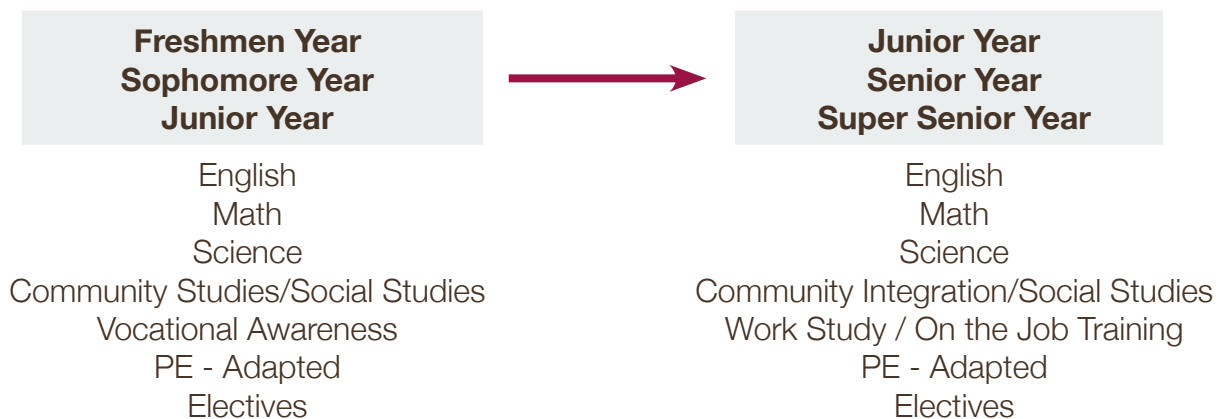 Freshmen Year
Sophomore Year
Junior Year
English
Math
Science
Community Studies/Social Studies
Vocational Awareness
PE - Adapted
Electives
Junior Year
Senior Year
Super Senior Year
English
Math
Science
Community Integration/Social Studies
Work Study / On the Job Training
PE - Adapted
Electives